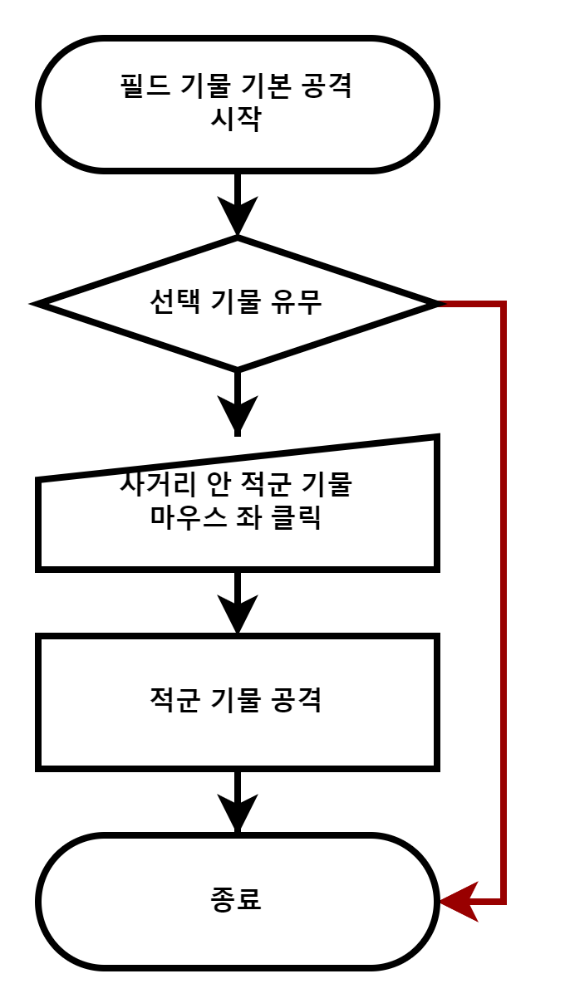 필드 기물 기본 공격
시작
선택 기물 유무
사거리 안 적군 기물
마우스 좌 클릭
적군 기물 공격
종료